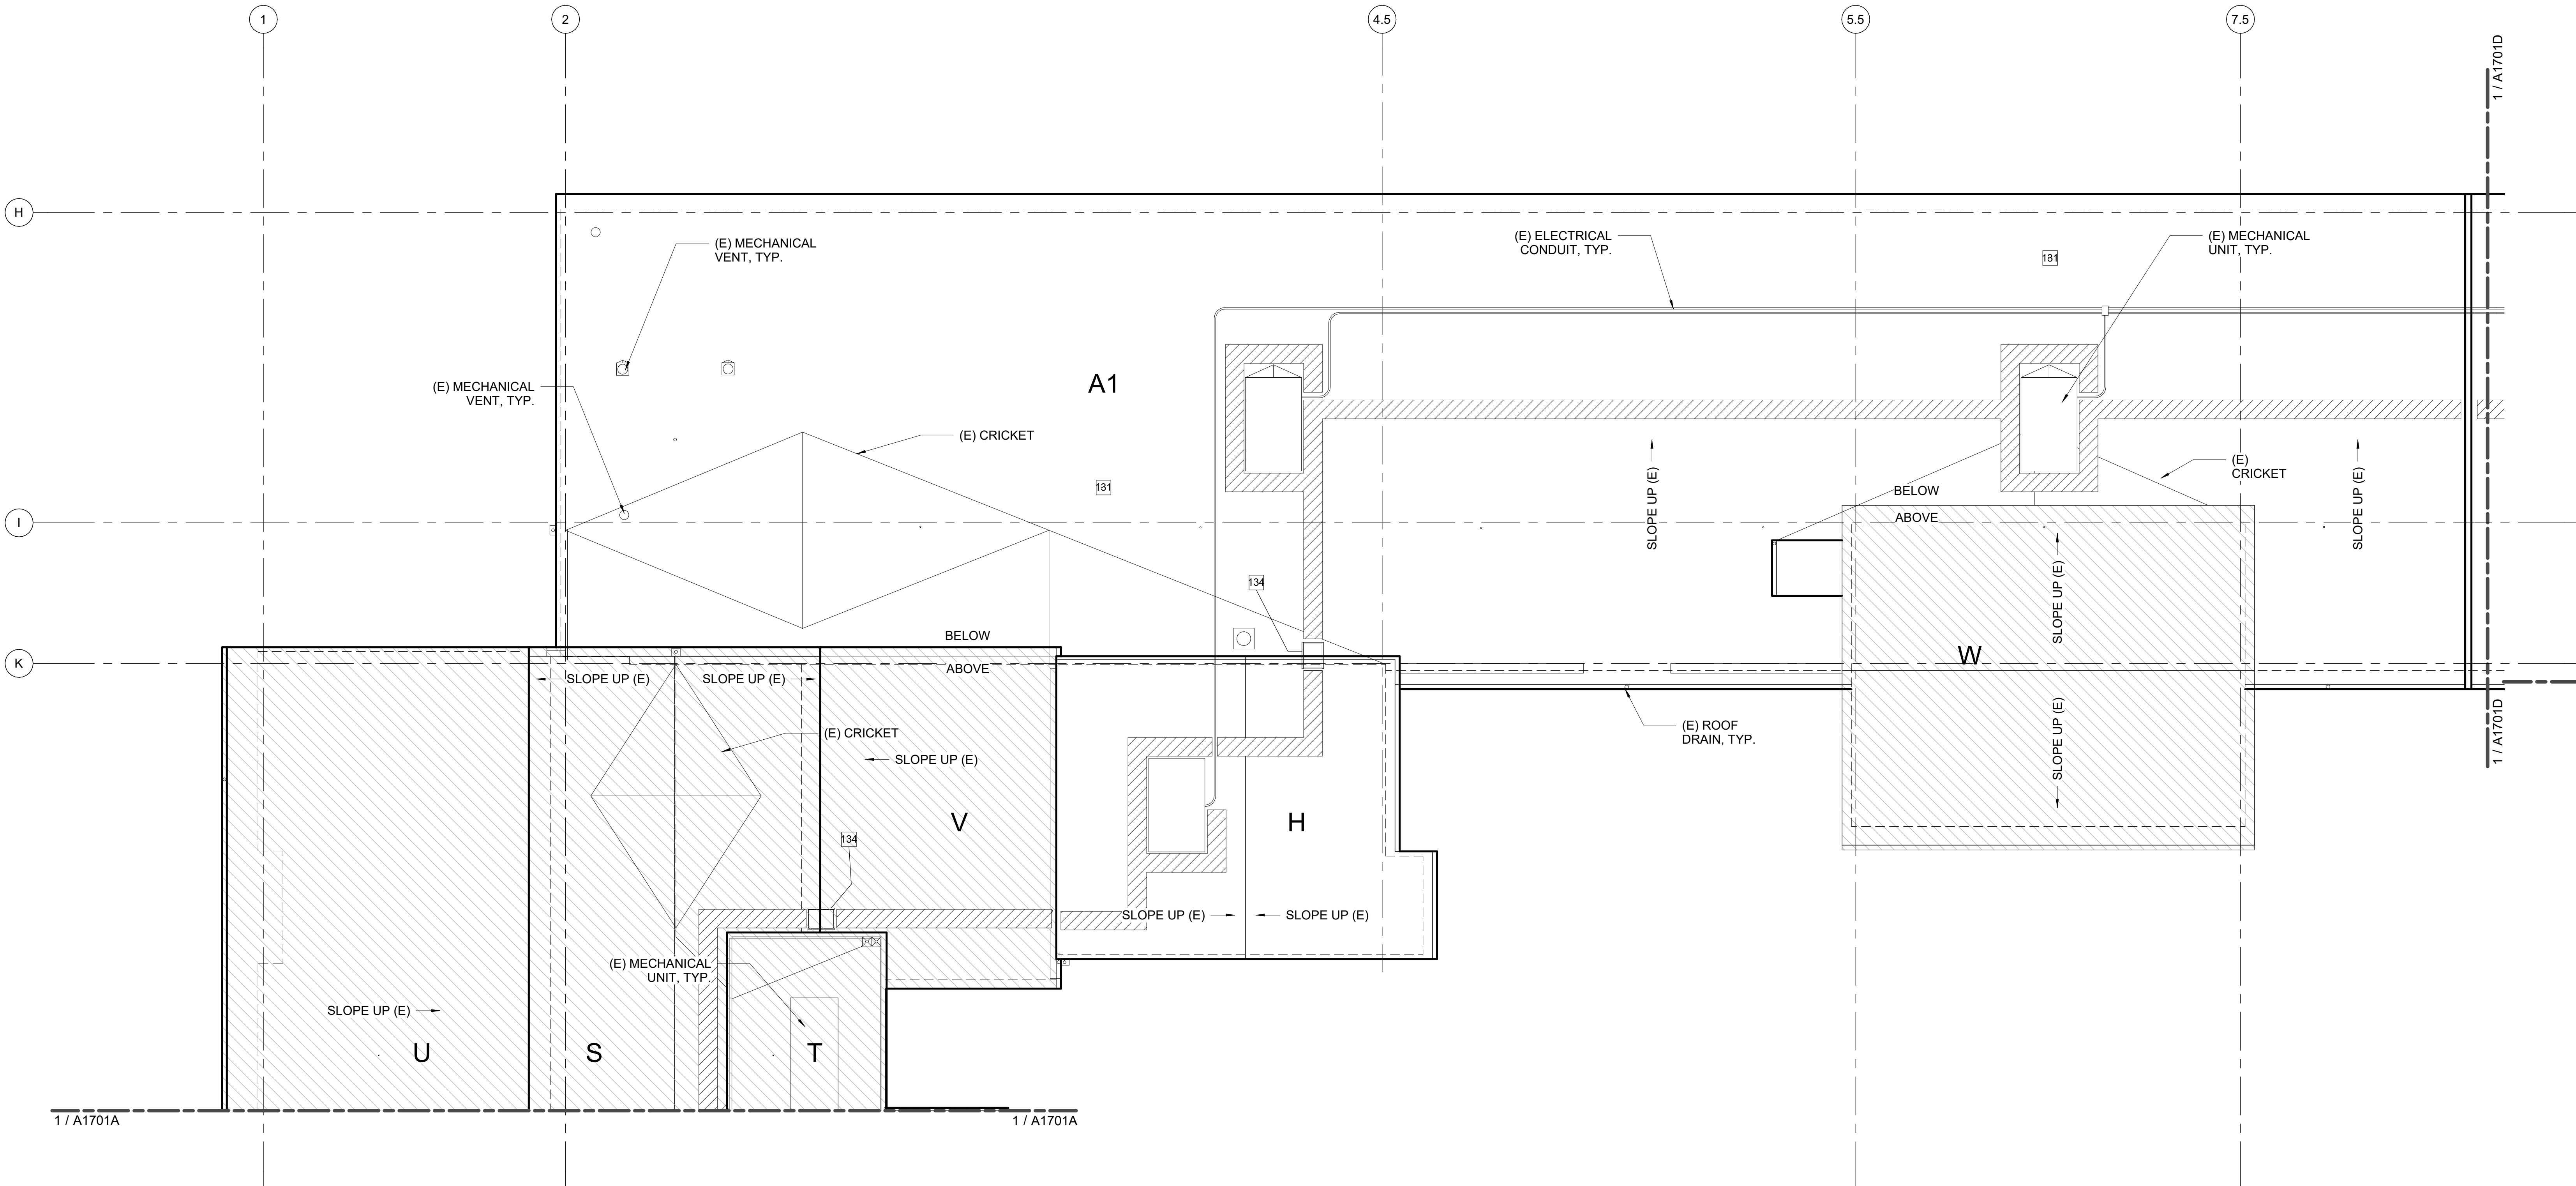 1
2
4.5
5.5
7.5
1 / A1701D
H
(E) MECHANICAL
VENT, TYP.
(E) ELECTRICAL
CONDUIT, TYP.
(E) MECHANICAL
UNIT, TYP.
131
(E) MECHANICAL
VENT, TYP.
A1
(E) CRICKET
(E)
CRICKET
131
BELOW
SLOPE UP (E)
SLOPE UP (E)
I
ABOVE
134
SLOPE UP (E)
BELOW
K
W
ABOVE
SLOPE UP (E)
SLOPE UP (E)
(E) ROOF
DRAIN, TYP.
(E) CRICKET
SLOPE UP (E)
SLOPE UP (E)
1 / A1701D
V
H
134
SLOPE UP (E)
SLOPE UP (E)
(E) MECHANICAL
UNIT, TYP.
SLOPE UP (E)
U
S
T
1 / A1701A
1 / A1701A